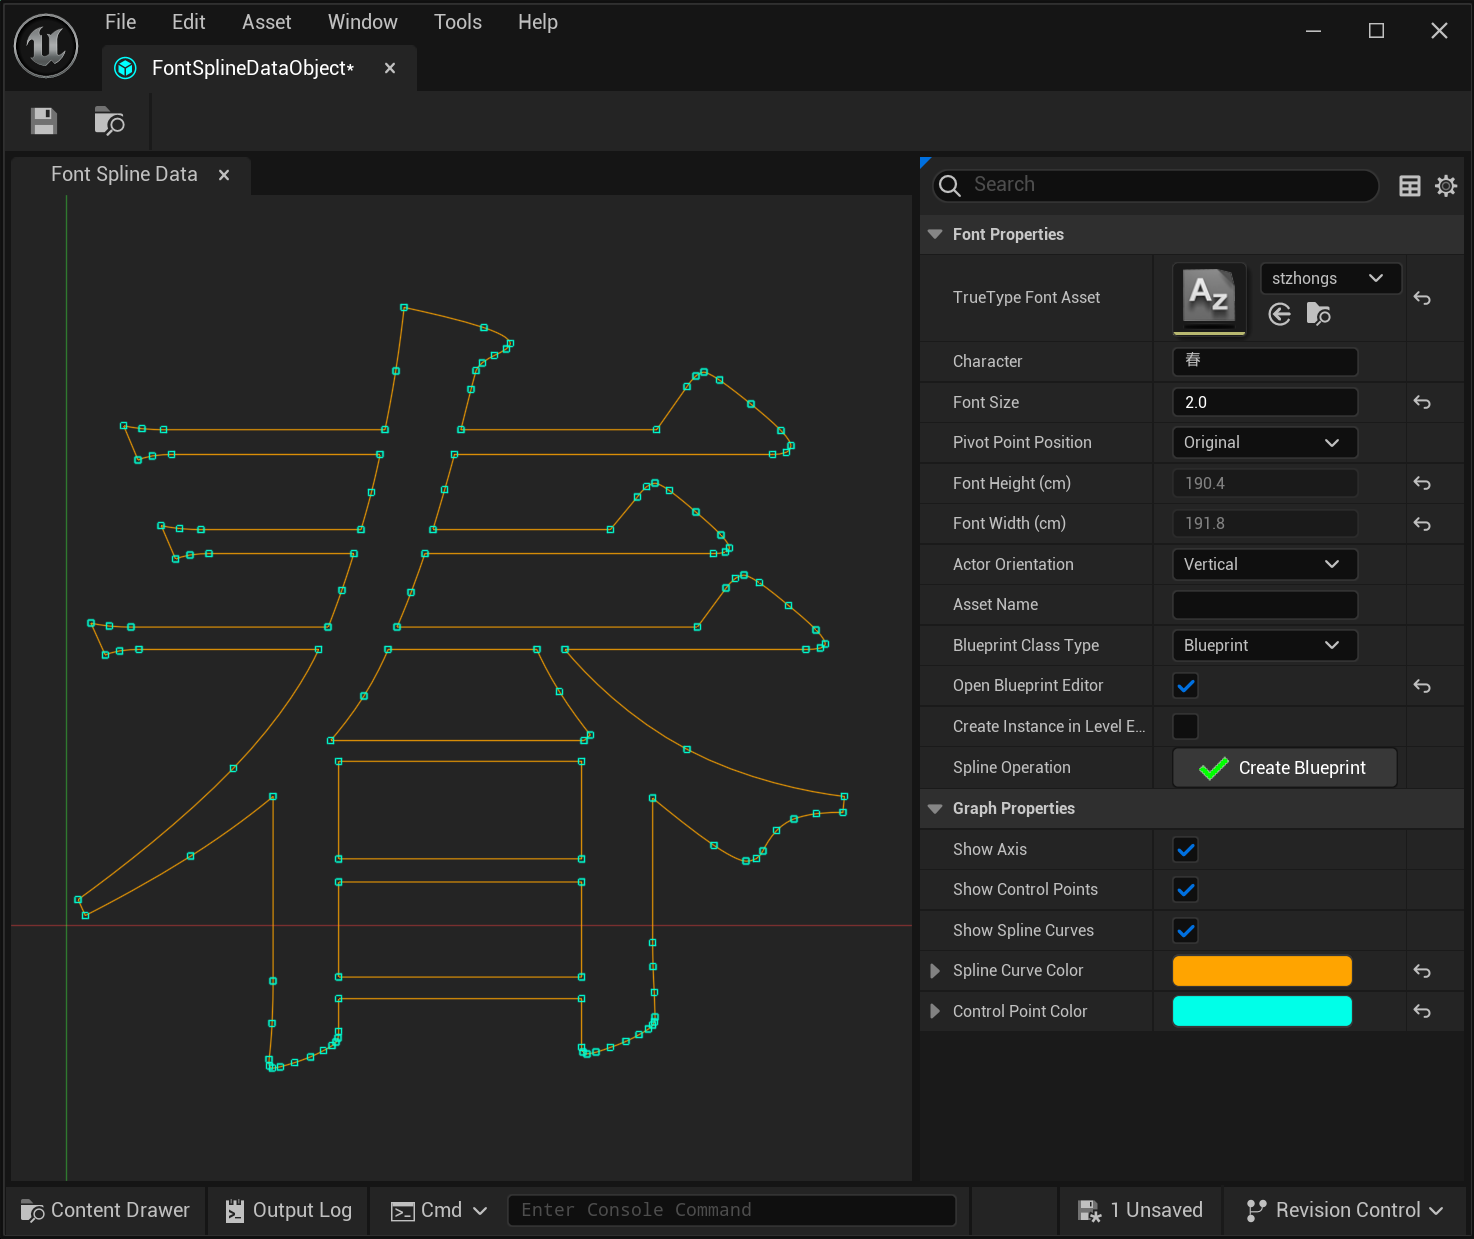 File Edit Asset Window Tools Help
FontSplineDataObject*
Font Spline Data
Search
Font Properties
TrueType Font Asset
AZ
stzhongs
Character
春
Font Size
2.0
Pivot Point Position
Original
Font Height (cm)
190.4
Font Width (cm)
191.8
Actor Orientation
Vertical
Asset Name
Blueprint Class Type
Blueprint
Open Blueprint Editor
Create Instance in Level E...
Spline Operation
Create Blueprint
Graph Properties
Show Axis
Show Control Points
Show Spline Curves
Spline Curve Color
Control Point Color
春
Content Drawer
Output Log
Cmd
Enter Console Command
1 Unsaved
Revision Control